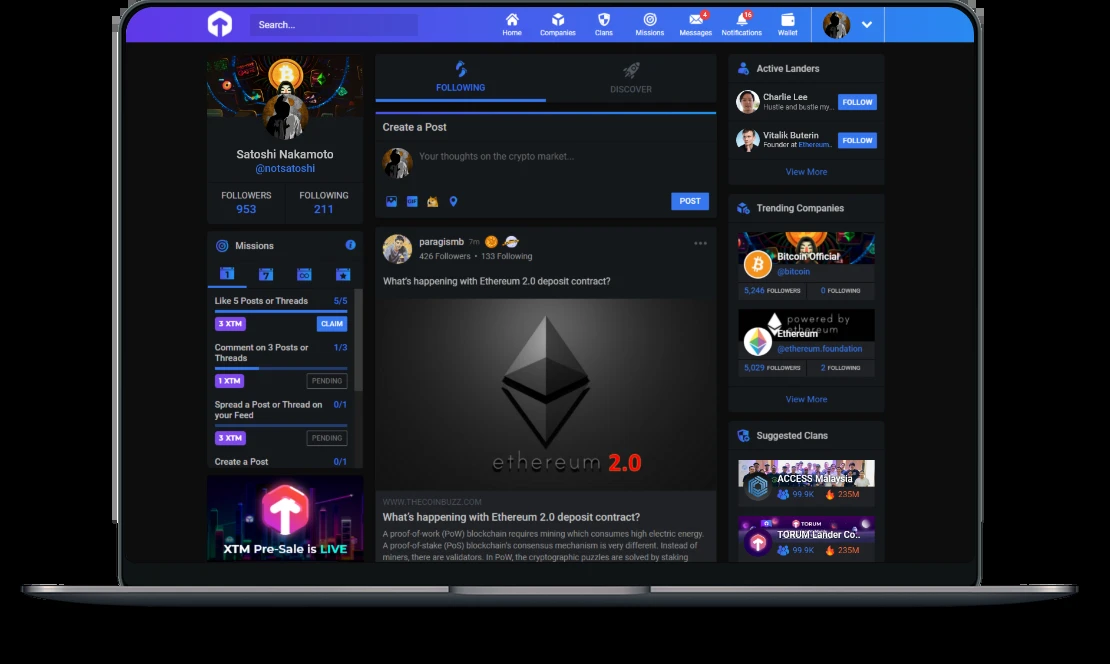 Search...
Home
Companies
Clans
Missions
4
Messages
16
Notifications
Wallet
Satoshi Nakamoto
@notsatoshi
FOLLOWERS
FOLLOWING
953
211
Missions
1
7
Like 5 Posts or Threads
5/5
3 XTM
CLAIM
Comment on 3 Posts or
Threads
1/3
1 XTM
PENDING
Spread a Post or Thread on
your Feed
0/1
3 XTM
PENDING
Create a Post
0/1
XTM Pre-Sale is LIVE
FOLLOWING
DISCOVER
Create a Post
Your thoughts on the crypto market...
GIF
POST
paragismb 7m
426 Followers • 133 Following
What's happening with Ethereum 2.0 deposit contract?
ethereum 2.0
WWW.THECOINBUZZ.COM
What's happening with Ethereum 2.0 deposit contract?
A proof-of-work (PoW) blockchain requires mining which consumes high electric energy.
A proof-of-stake (PoS) blockchain's consensus mechanism is very different. Instead of
miners, there are validators. In PoW, the cryptographic puzzles are solved by staking
Active Landers
Charlie Lee
Hustle and bustle my...
FOLLOW
Vitalik Buterin
Founder at Ethereum..
FOLLOW
View More
Trending Companies
Bitcoin Official
@bitcoin
5,246 FOLLOWERS
0 FOLLOWING
powered by
ethereum
Ethereum
@ethereum.foundation
5,029 FOLLOWERS
2 FOLLOWING
View More
Suggested Clans
ACCESS Malaysia
99.9K
235M
TORUM
TORUM Lander Co..
99.9K
235M